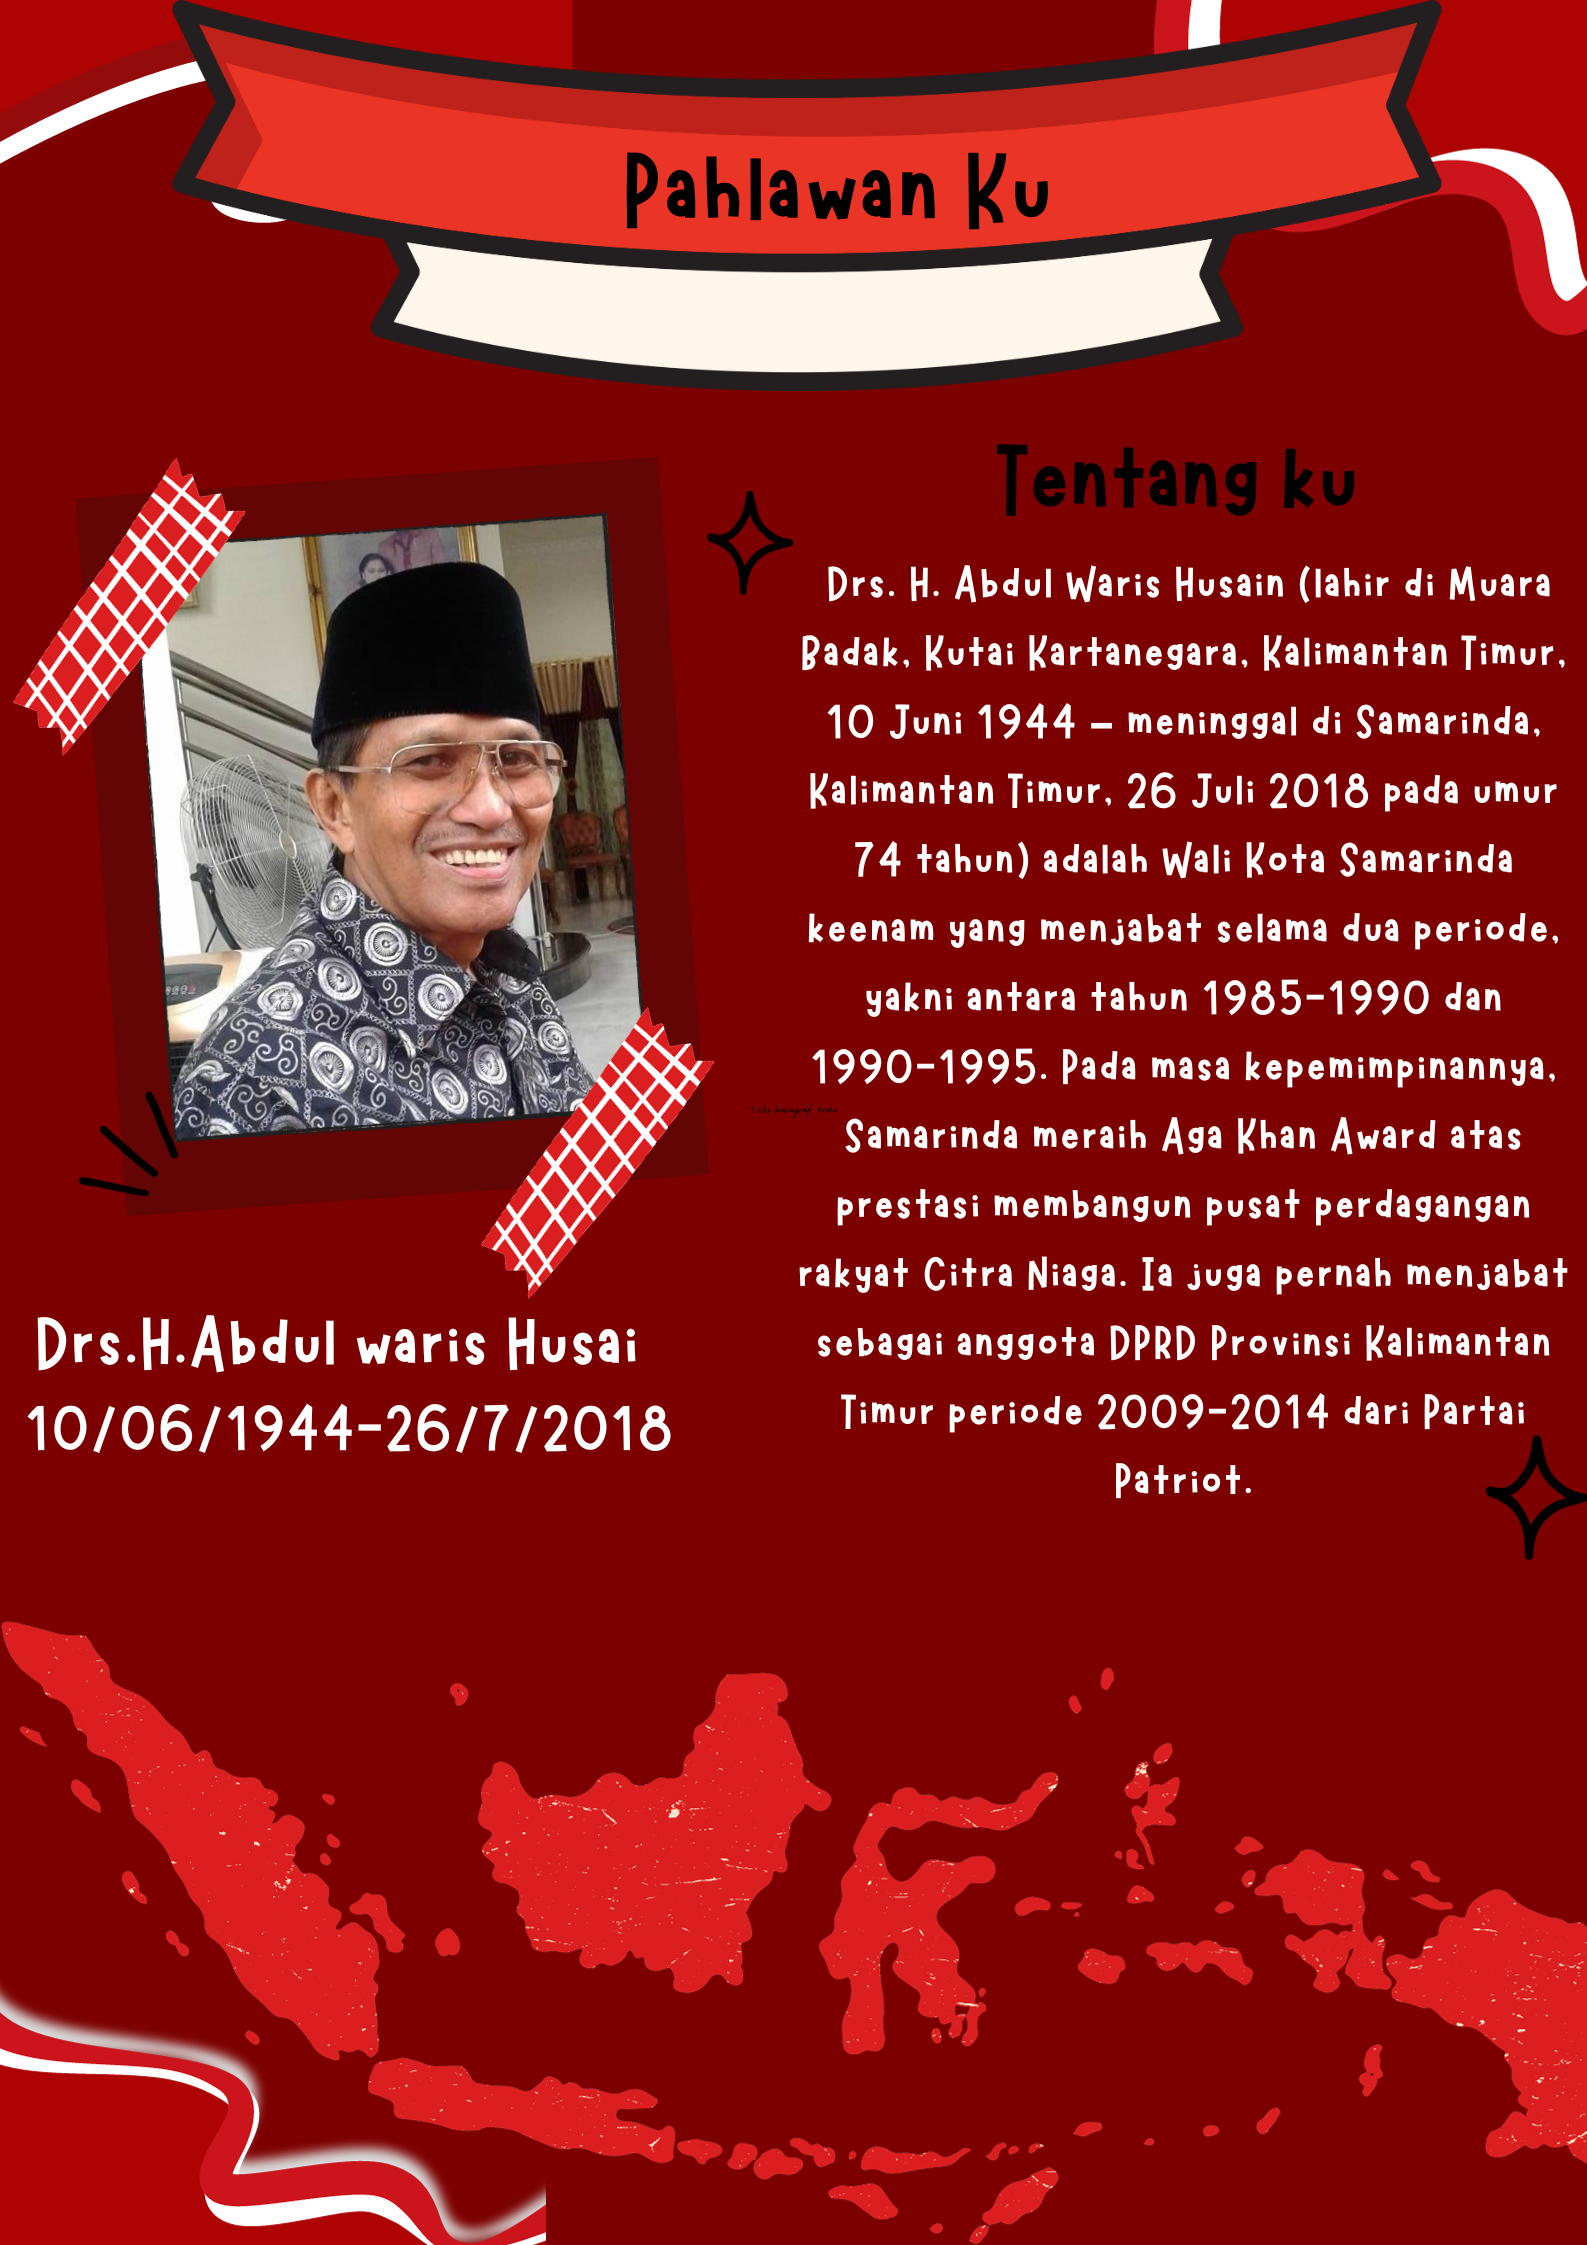 Pahlawan Ku
Tentang ku
Drs. H. Abdul Waris Husain (lahir di Muara
Badak, Kutai Kartanegara, Kalimantan Timur,
10 Juni 1944 – meninggal di Samarinda,
Kalimantan Timur, 26 Juli 2018 pada umur
74 tahun) adalah Wali Kota Samarinda
keenam yang menjabat selama dua periode,
yakni antara tahun 1985-1990 dan
1990-1995. Pada masa kepemimpinannya,
Teks paragraf Anda
Samarinda meraih Aga Khan Award atas
prestasi membangun pusat perdagangan
rakyat Citra Niaga. Ia juga pernah menjabat
sebagai anggota DPRD Provinsi Kalimantan
Timur periode 2009-2014 dari Partai
Patriot.
Drs.H.Abdul waris Husai
10/06/1944-26/7/2018